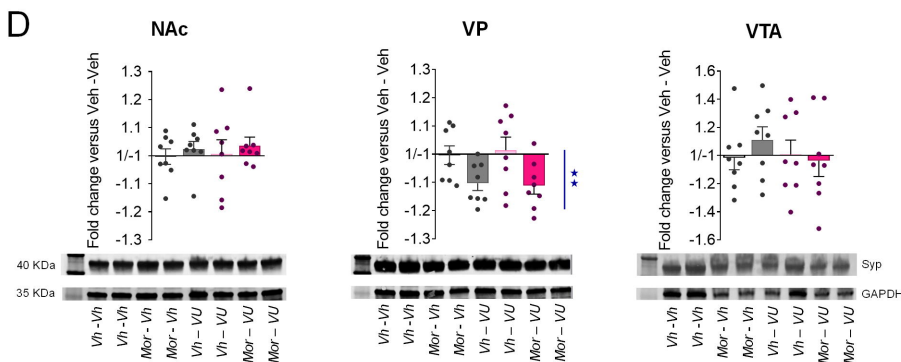 D
NAc
Fold change versus Veh -Veh
1.3
1.2
1.1
1/-1
-1.1
-1.2
-1.3
40 KDa
35 KDa
Vh -Vh
Vh -Vh
Mor - Vh
Mor - Vh
Vh – VU
Vh – VU
Mor – VU
Mor – VU
VP
Fold change versus Veh - Veh
1.3
1.2
1.1
1/-1
-1.1
-1.2
-1.3
Vh -Vh
Vh -Vh
Mor - Vh
Mor - Vh
Vh – VU
Vh – VU
Mor – VU
Mor – VU
VTA
Fold change versus Veh - Veh
1.6
1.4
1.2
1/-1
-1.2
-1.4
-1.6
Syp
GAPDH
Vh -Vh
Vh -Vh
Mor - Vh
Mor - Vh
Vh – VU
Vh – VU
Mor – VU
Mor – VU